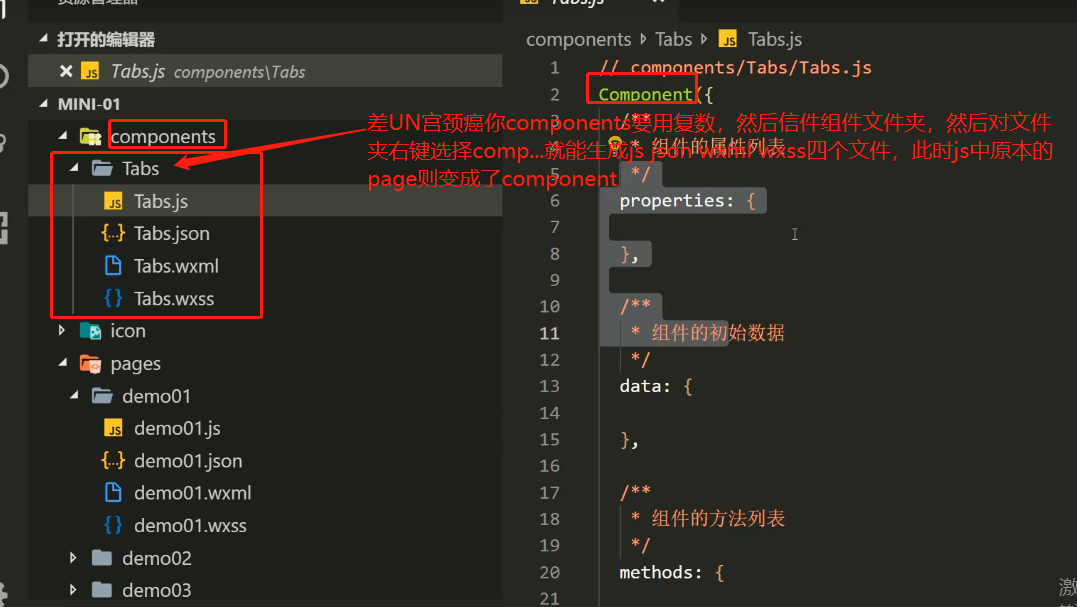 资源管理器
打开的编辑器
Tabs.js components\Tabs
MINI-01
components
Tabs
Tabs.js
Tabs.json
Tabs.wxml
Tabs.wxss
icon
pages
demo01
demo01.js
demo01.json
demo01.wxml
demo01.wxss
demo02
demo03
Tabs.js
components Tabs JS Tabs.js
1 // components/Tabs/Tabs.js
2 Component({
3 /**
4 * 组件的属性列表
5 */
6 properties: {
7
8 },
9
10 /**
11 * 组件的初始数据
12 */
13 data: {
14
15 },
16
17 /**
18 * 组件的方法列表
19 */
20 methods: {
21
差UN宫颈癌你components要用复数，然后信件组件文件夹，然后对文件
夹右键选择comp...就能生成js json wxml wxss四个文件，此时js中原本的
page则变成了component
激